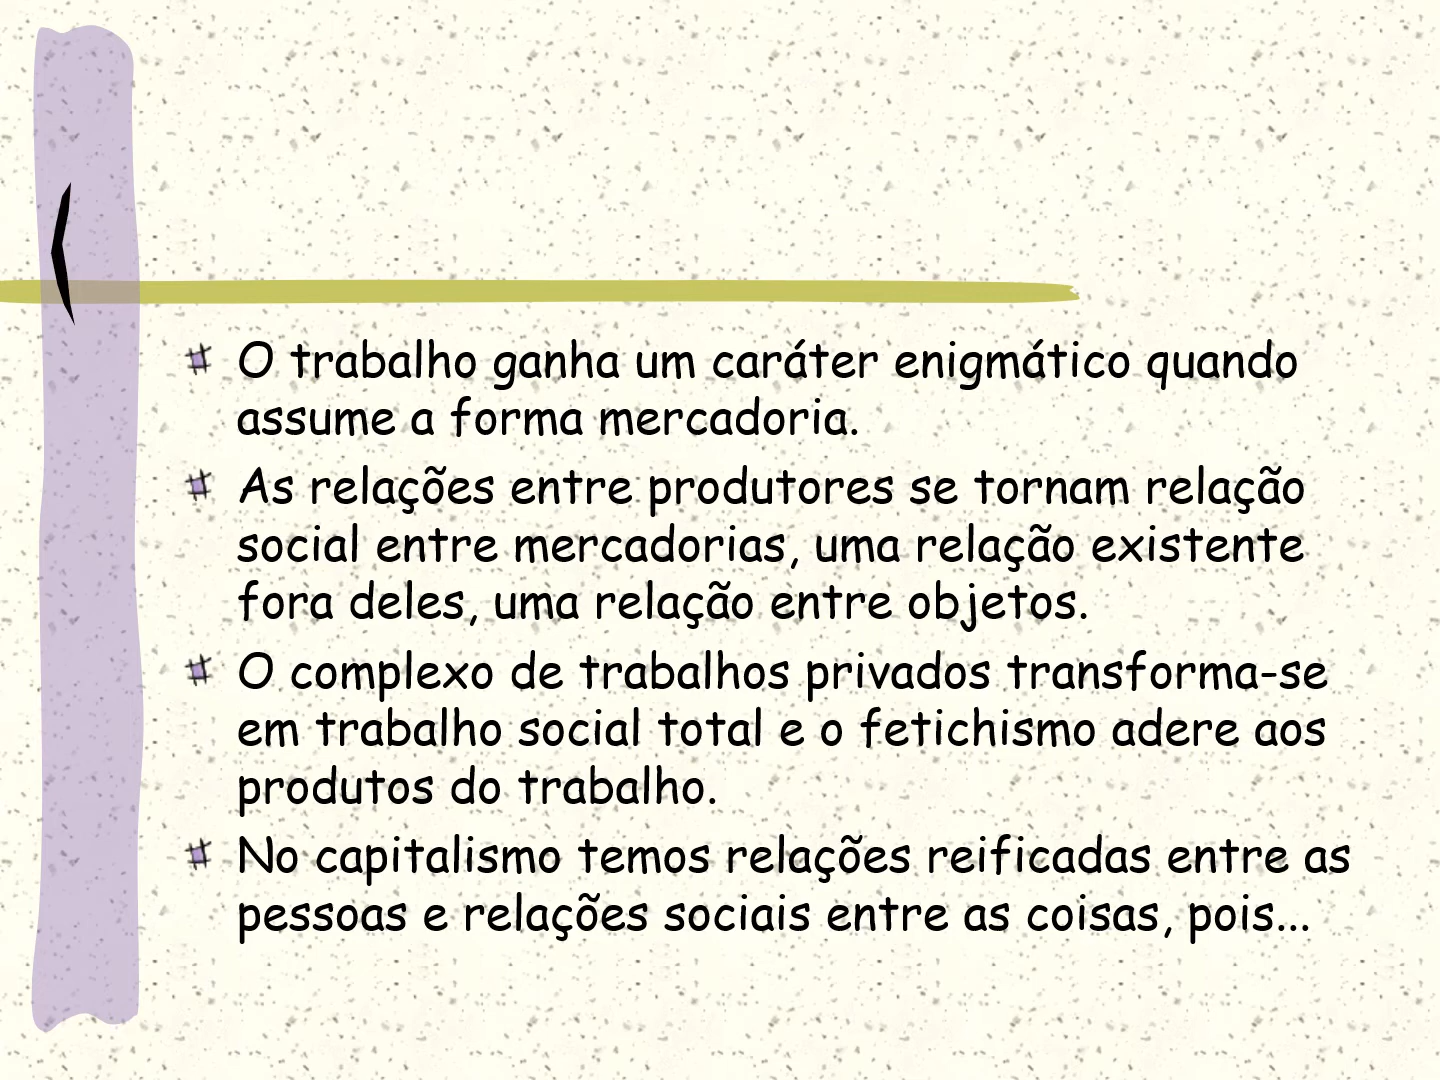 O trabalho ganha um caráter enigmático quando
assume a forma mercadoria.
As relações entre produtores se tornam relação
social entre mercadorias, uma relação existente
fora deles, uma relação entre objetos.
O complexo de trabalhos privados transforma-se
em trabalho social total e o fetichismo adere aos
produtos do trabalho.
No capitalismo temos relações reificadas entre as
pessoas e relações sociais entre as coisas, pois...